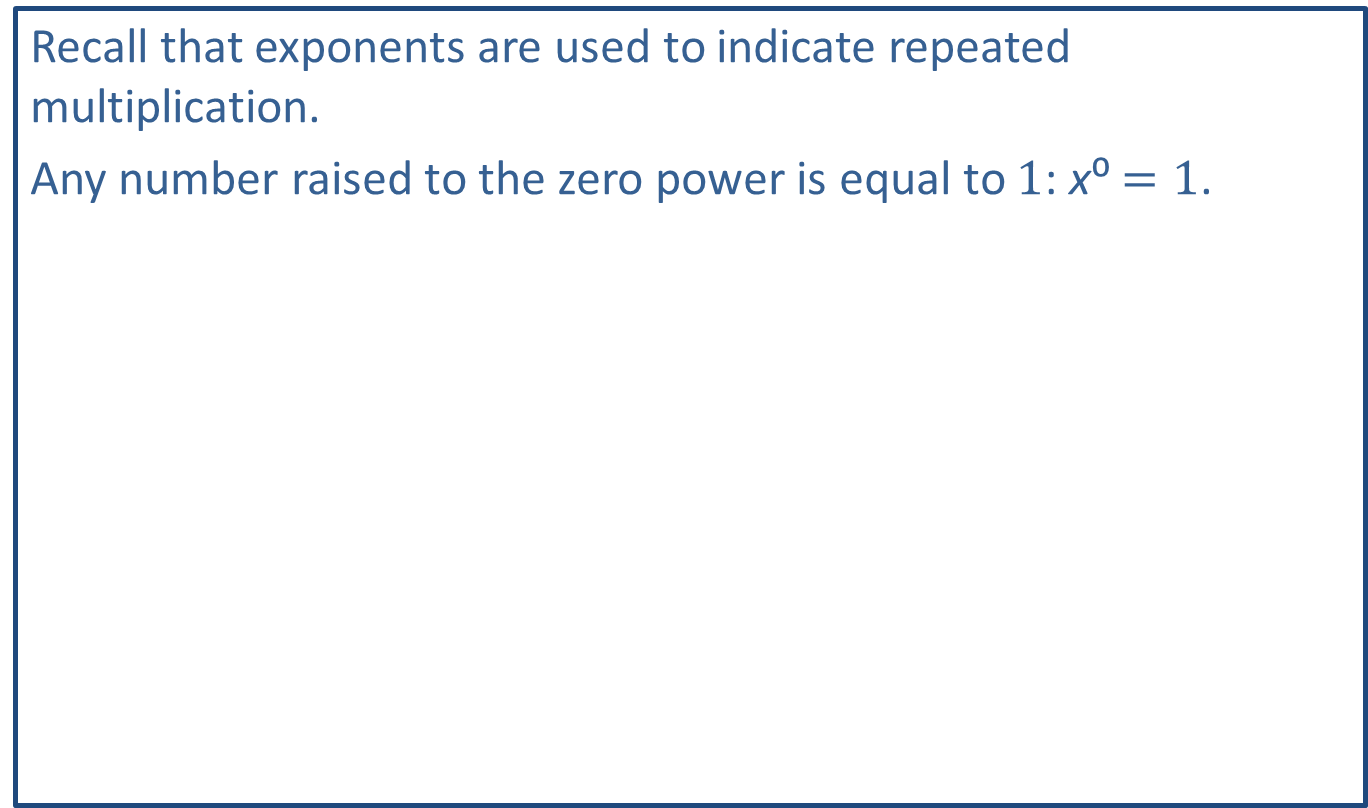 Recall that exponents are used to indicate repeated
multiplication.
Any number raised to the zero power is equal to 1: x⁰ = 1.